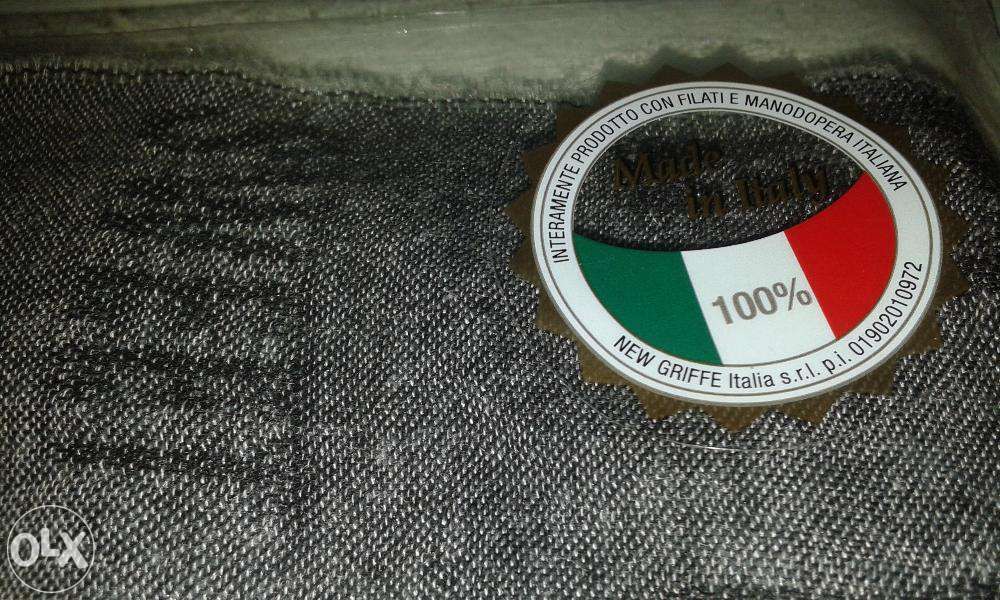 INTERAMENTE PRODOTTO CON FILATI E MANODOPERA ITALIANA
Made
in Italy
100%
NEW GRIFFE Italia s.r.l. p.i. 01902010972
OLX